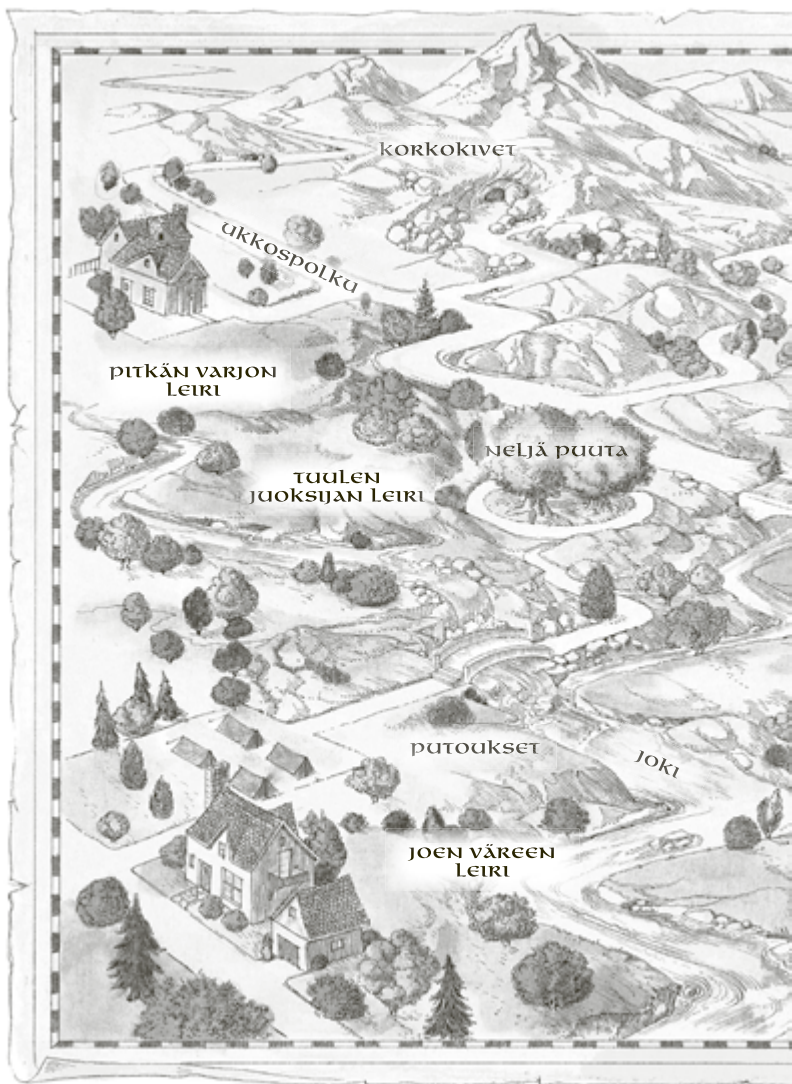 KORKOKIVET
UKKOSPOLKU
PITKÄN VARJON
LEIRI
NELJÄ PUUTA
TUULEN
JUOKSIJAN LEIRI
PUTOUKSET
JOKI
JOEN VÄREEN
LEIRI